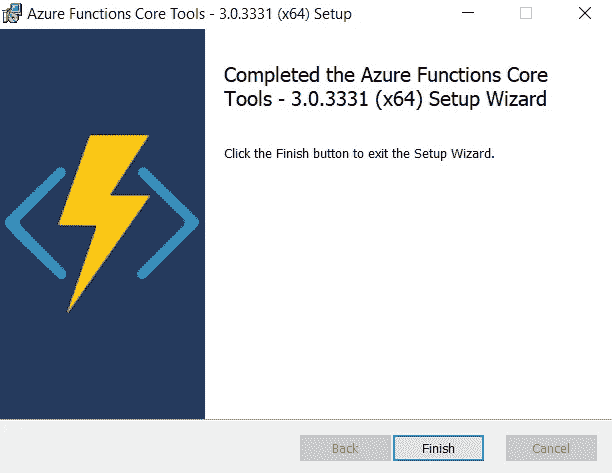 Azure Functions Core Tools - 3.0.3331 (x64) Setup
Completed the Azure Functions Core
Tools - 3.0.3331 (x64) Setup Wizard
Click the Finish button to exit the Setup Wizard.
Back
Finish
Cancel